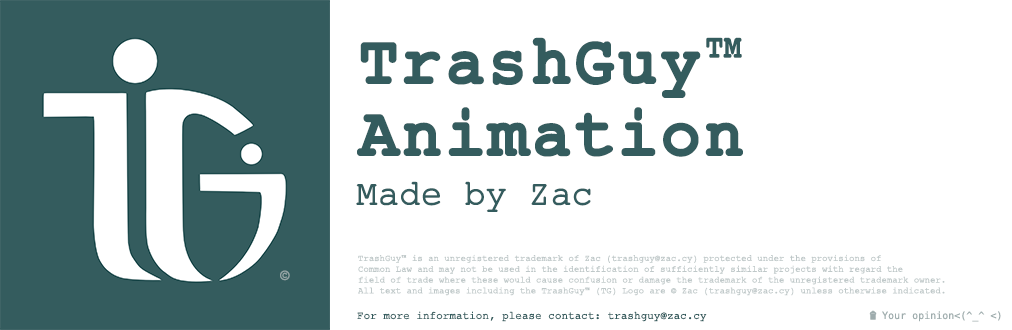 TG
©
TrashGuy™
Animation
Made by Zac
TrashGuy™ is an unregistered trademark of Zac (trashguy@zac.cy) protected under the provisions of
Common Law and may not be used in the identification of sufficiently similar projects with regard the
field of trade where these would cause confusion or damage the trademark of the unregistered trademark owner.
All text and images including the TrashGuy™ (TG) Logo are © Zac (trashguy@zac.cy) unless otherwise indicated.
For more information, please contact: trashguy@zac.cy
🗑 Your opinion<(^_^ <)